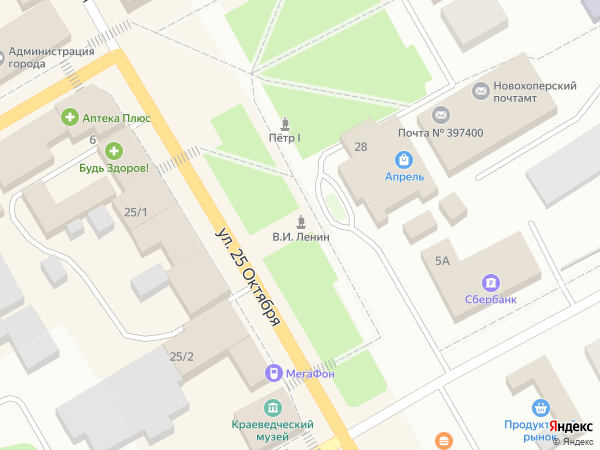 Администрация
города
Аптека Плюс
6
Будь Здоров!
25/1
Пётр I
28
Апрель
Новохоперский
почтамт
Почта № 397400
В.И. Ленин
ул. 25 Октября
5А
Сбербанк
25/2
МегаФон
Краеведческий
музей
рынок
Яндекс
© Яндекс